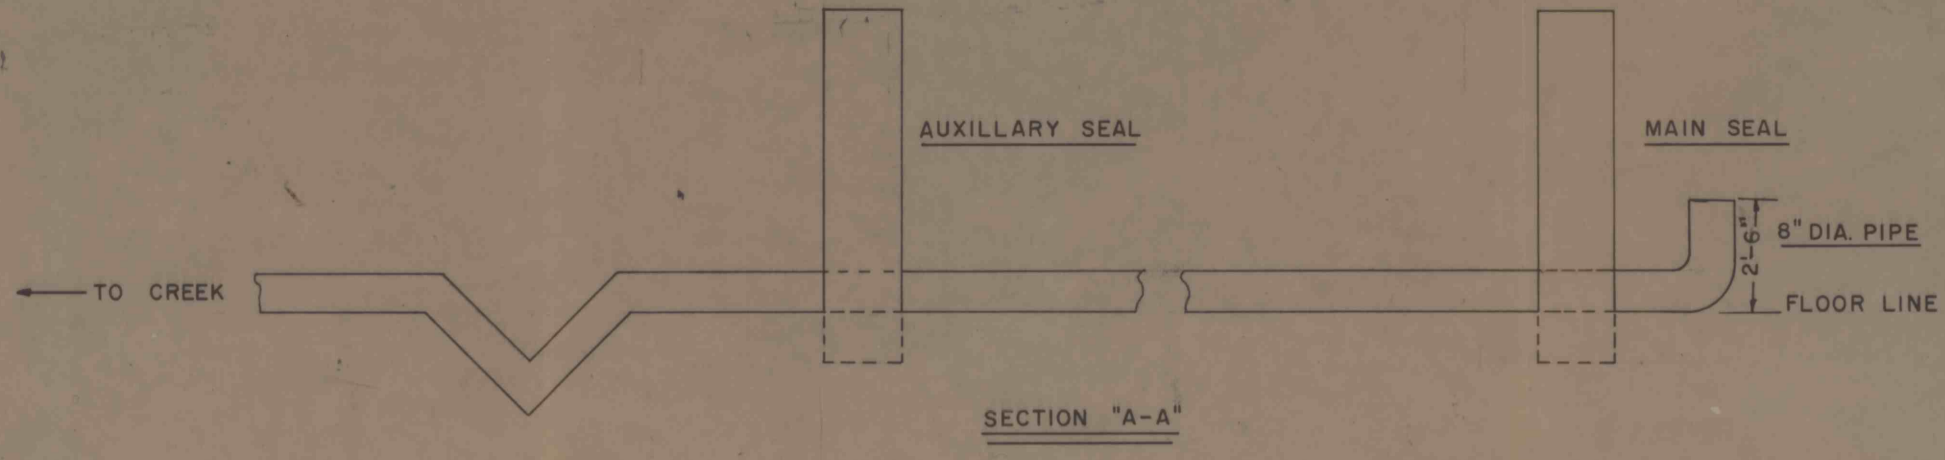 AUXILLARY SEAL
MAIN SEAL
2'-6"
8" DIA. PIPE
TO CREEK
FLOOR LINE
SECTION "A-A"